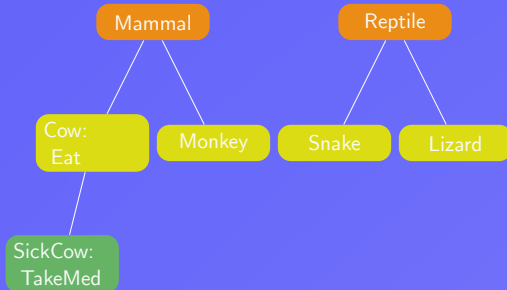 Mammal
Reptile
Cow:
Eat
Monkey
Snake
Lizard
SickCow:
TakeMed